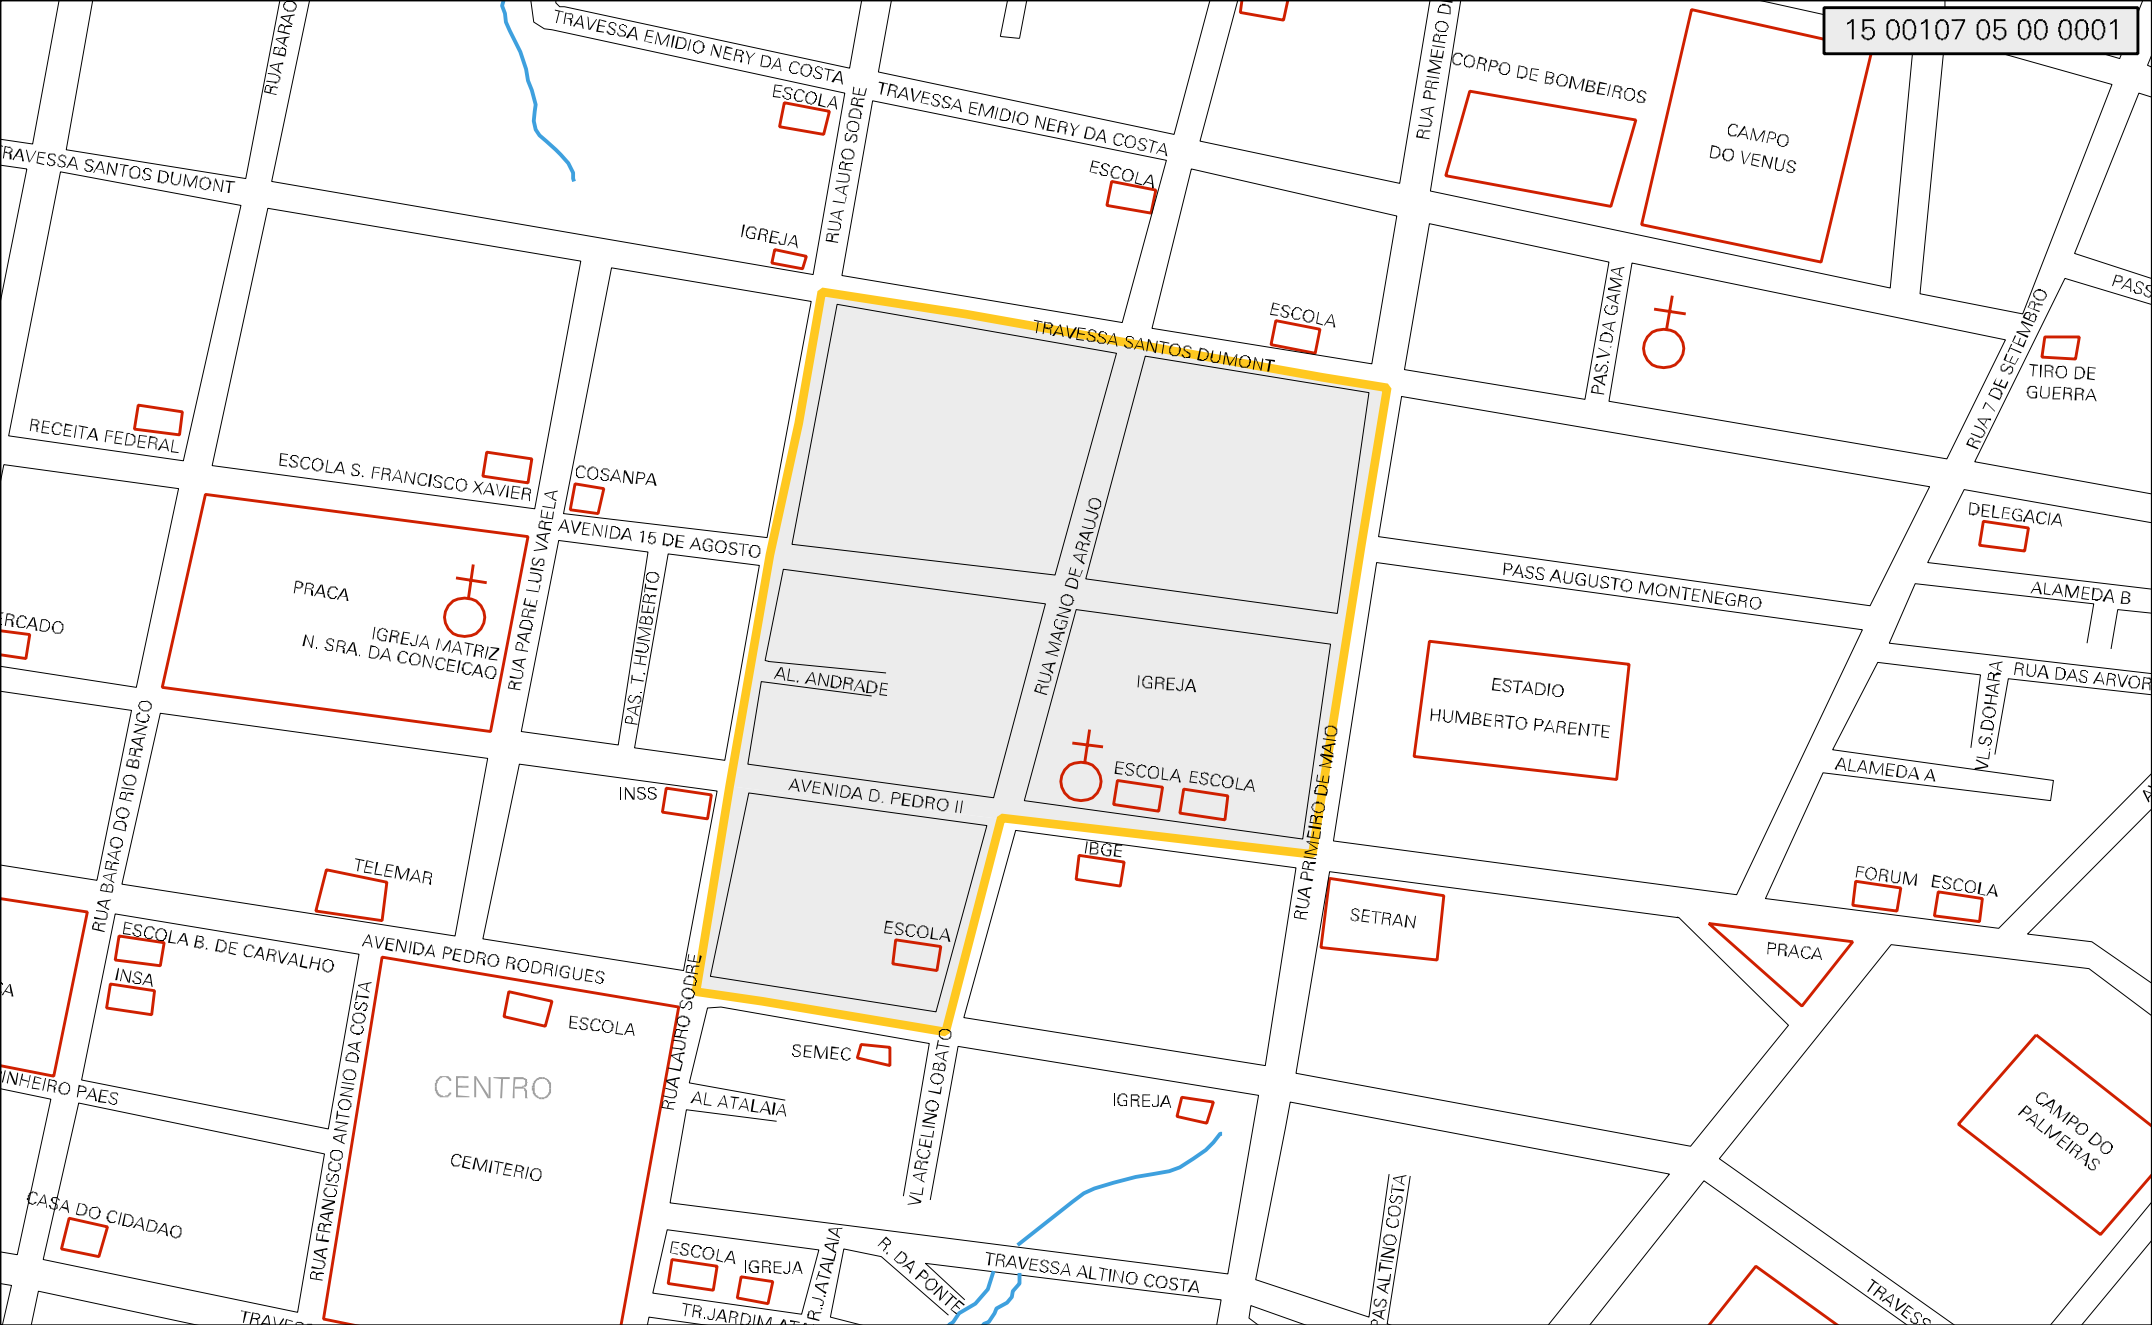 15 00107 05 00 0001
RUA BARAO
TRAVESSA EMIDIO NERY DA COSTA
RUA PRIMEIRO D
CORPO DE BOMBEIROS
ESCOLA
RUA LAURO SODRE
TRAVESSA EMIDIO NERY DA COSTA
CAMPO
DO VENUS
TRAVESSA SANTOS DUMONT
ESCOLA
IGREJA
PAS.V.DA GAMA
RUA 7 DE SETEMBRO
PASS
ESCOLA
TRAVESSA SANTOS DUMONT
TIRO DE
GUERRA
RECEITA FEDERAL
ESCOLA S. FRANCISCO XAVIER
COSANPA
AVENIDA 15 DE AGOSTO
RUA PADRE LUIS VARELA
PAS. T. HUMBERTO
RUA MAGNO DE ARAUJO
DELEGACIA
PASS AUGUSTO MONTENEGRO
ALAMEDA B
PRACA
IGREJA MATRIZ
N. SRA. DA CONCEICAO
ERCADO
AL. ANDRADE
IGREJA
ESTADIO
HUMBERTO PARENTE
RUA DAS ARVOR
VL.S.DOHARA
ALAMEDA A
RUA BARAO DO RIO BRANCO
INSS
AVENIDA D. PEDRO II
ESCOLA
ESCOLA
RUA PRIMEIRO DE MAIO
IBGE
TELEMAR
FORUM
ESCOLA
SETRAN
PRACA
ESCOLA B. DE CARVALHO
AVENIDA PEDRO RODRIGUES
ESCOLA
INSA
CA
RUA FRANCISCO ANTONIO DA COSTA
ESCOLA
RUA LAURO SODRE
SEMEC
CENTRO
INHEIRO PAES
AL ATALAIA
VL ARCELINO LOBATO
IGREJA
CAMPO DO
PALMEIRAS
CEMITERIO
CASA DO CIDADAO
PAS ALTINO COSTA
ESCOLA
IGREJA
R.J.ATALAIA
R. DA PONTE
TRAVESSA ALTINO COSTA
TR.JARDIM AT
TRAVES
TRAVESS